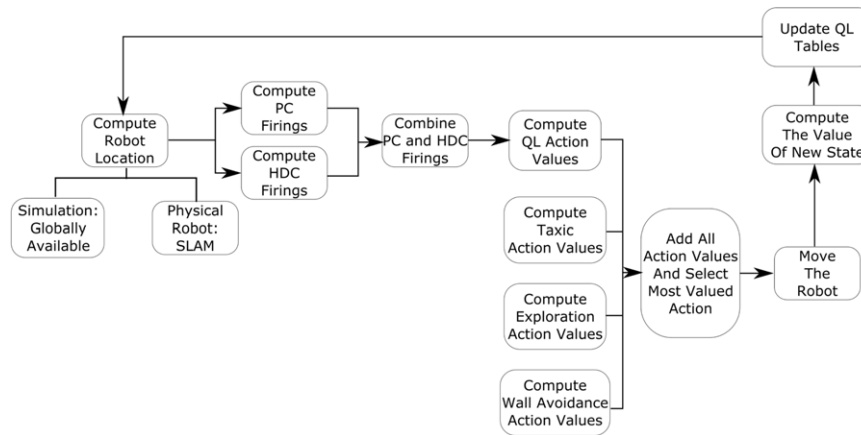 Update QL
Tables
Compute
Robot
Location
Compute
PC
Firings
Compute
HDC
Firings
Combine
PC and HDC
Firings
Compute
QL Action
Values
Compute
The Value
Of New State
Simulation:
Globally
Available
Physical
Robot:
SLAM
Compute
Taxic
Action Values
Add All
Action Values
And Select
Most Valued
Action
Move
The
Robot
Compute
Exploration
Action Values
Compute
Wall Avoidance
Action Values